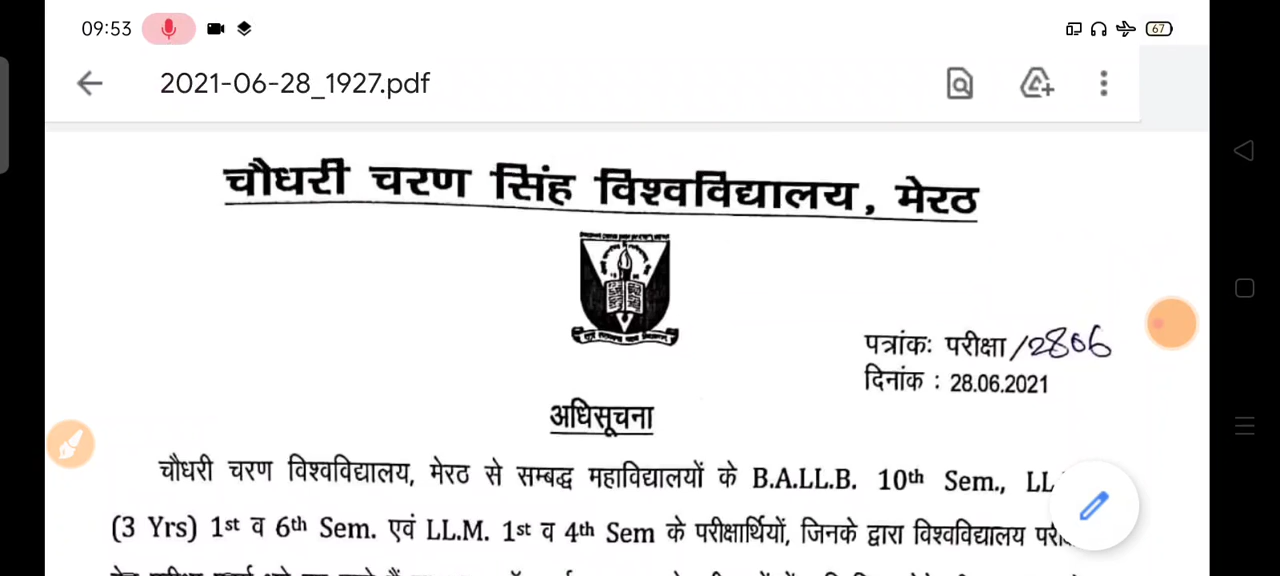 09:53
67
2021-06-28_1927.pdf
चौधरी चरण सिंह विश्वविद्यालय, मेरठ
पत्रांकः परीक्षा/2806
दिनांक : 28.06.2021
अधिसूचना
चौधरी चरण विश्वविद्यालय, मेरठ से सम्बद्ध महाविद्यालयों के B.A.LL.B. 10th Sem., LL
(3 Yrs) 1st व 6th Sem. एवं LL.M. 1st व 4th Sem के परीक्षार्थियों, जिनके द्वारा विश्वविद्यालय